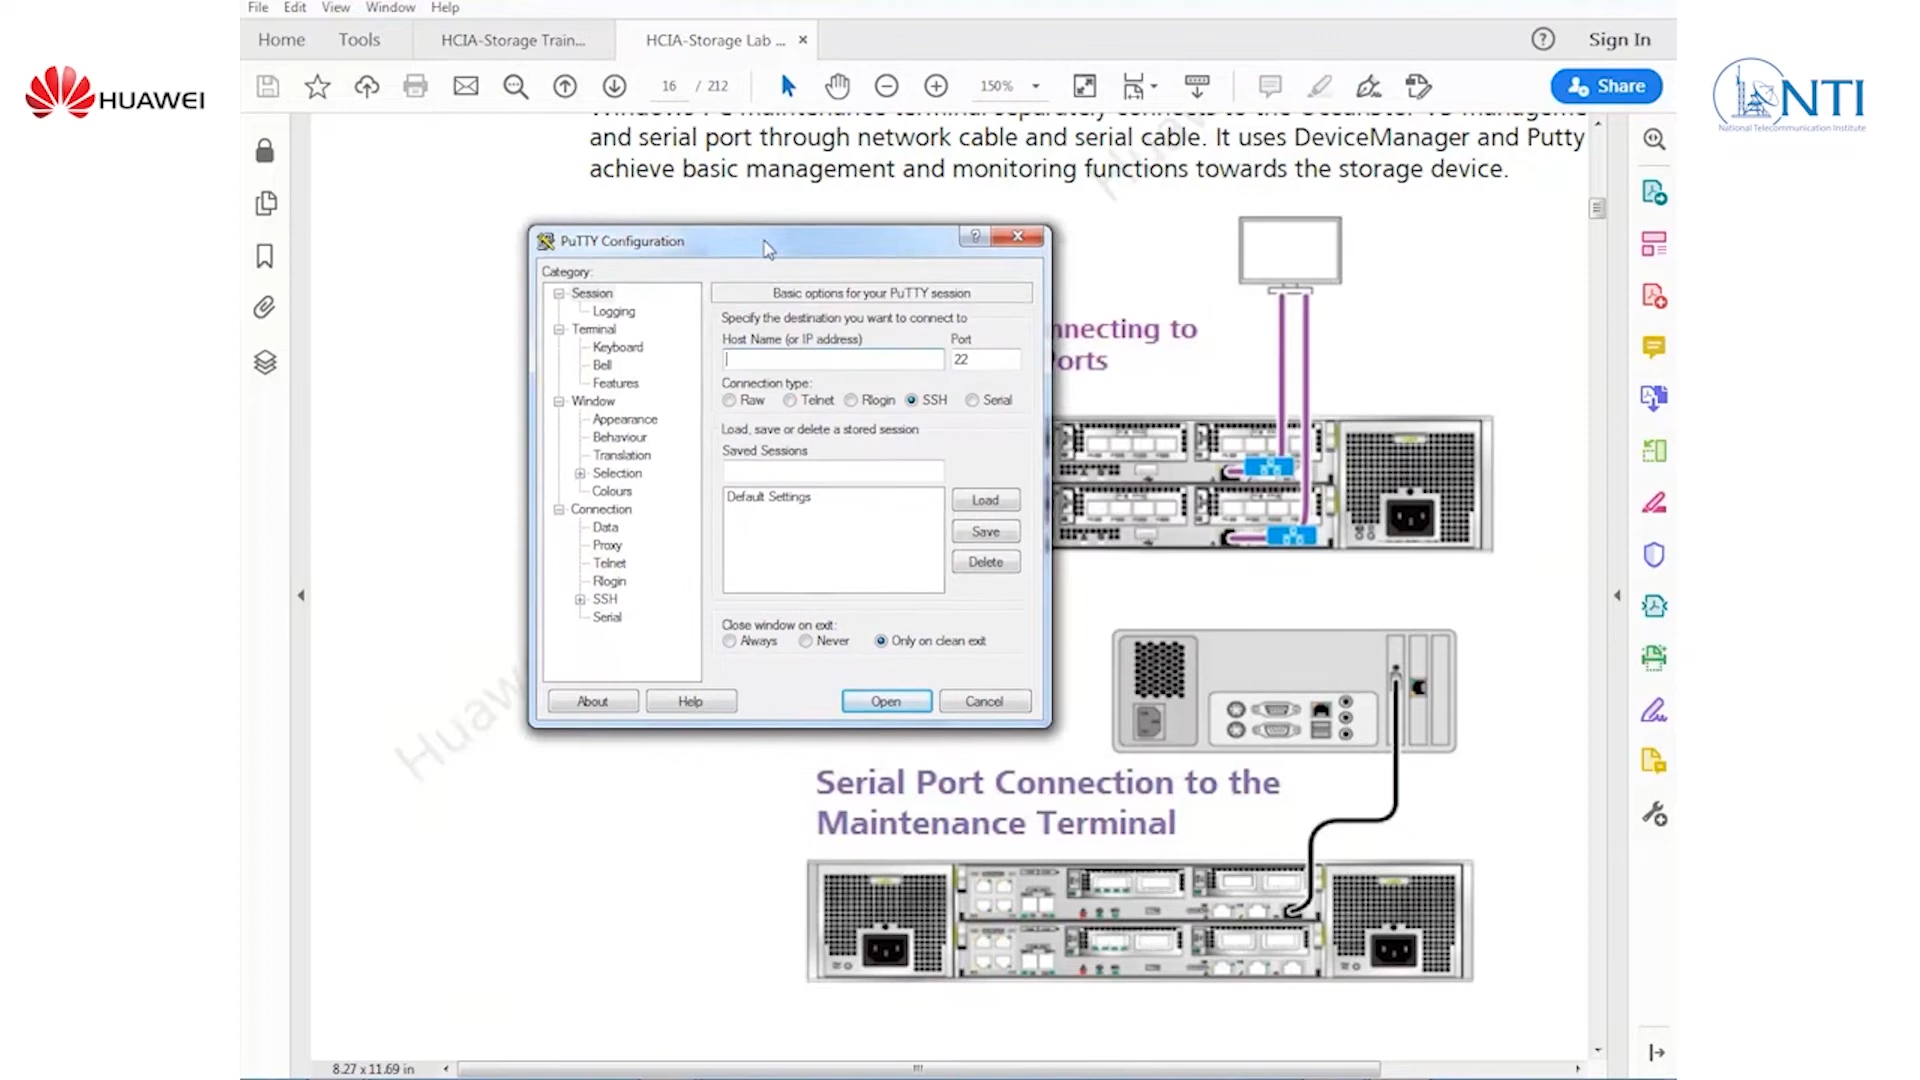 File Edit View Window Help
Home Tools HCIA-Storage Train... HCIA-Storage Lab ... Sign In
16 / 212 150% Share
HUAWEI
NTI
National Telecommunication Institute
and serial port through network cable and serial cable. It uses DeviceManager and Putty
achieve basic management and monitoring functions towards the storage device.
PuTTY Configuration
Category:
Session
Logging
Terminal
Keyboard
Bell
Features
Window
Appearance
Behaviour
Translation
Selection
Colours
Connection
Data
Proxy
Telnet
Rlogin
SSH
Serial
Basic options for your PuTTY session
Specify the destination you want to connect to
Host Name (or IP address) Port
22
Connection type:
Raw Telnet Rlogin SSH Serial
Load, save or delete a stored session
Saved Sessions
Default Settings
Load
Save
Delete
Close window on exit:
Always Never Only on clean exit
About Help Open Cancel
nnecting to
orts
Serial Port Connection to the
Maintenance Terminal
Huaw
8.27 x 11.69 in